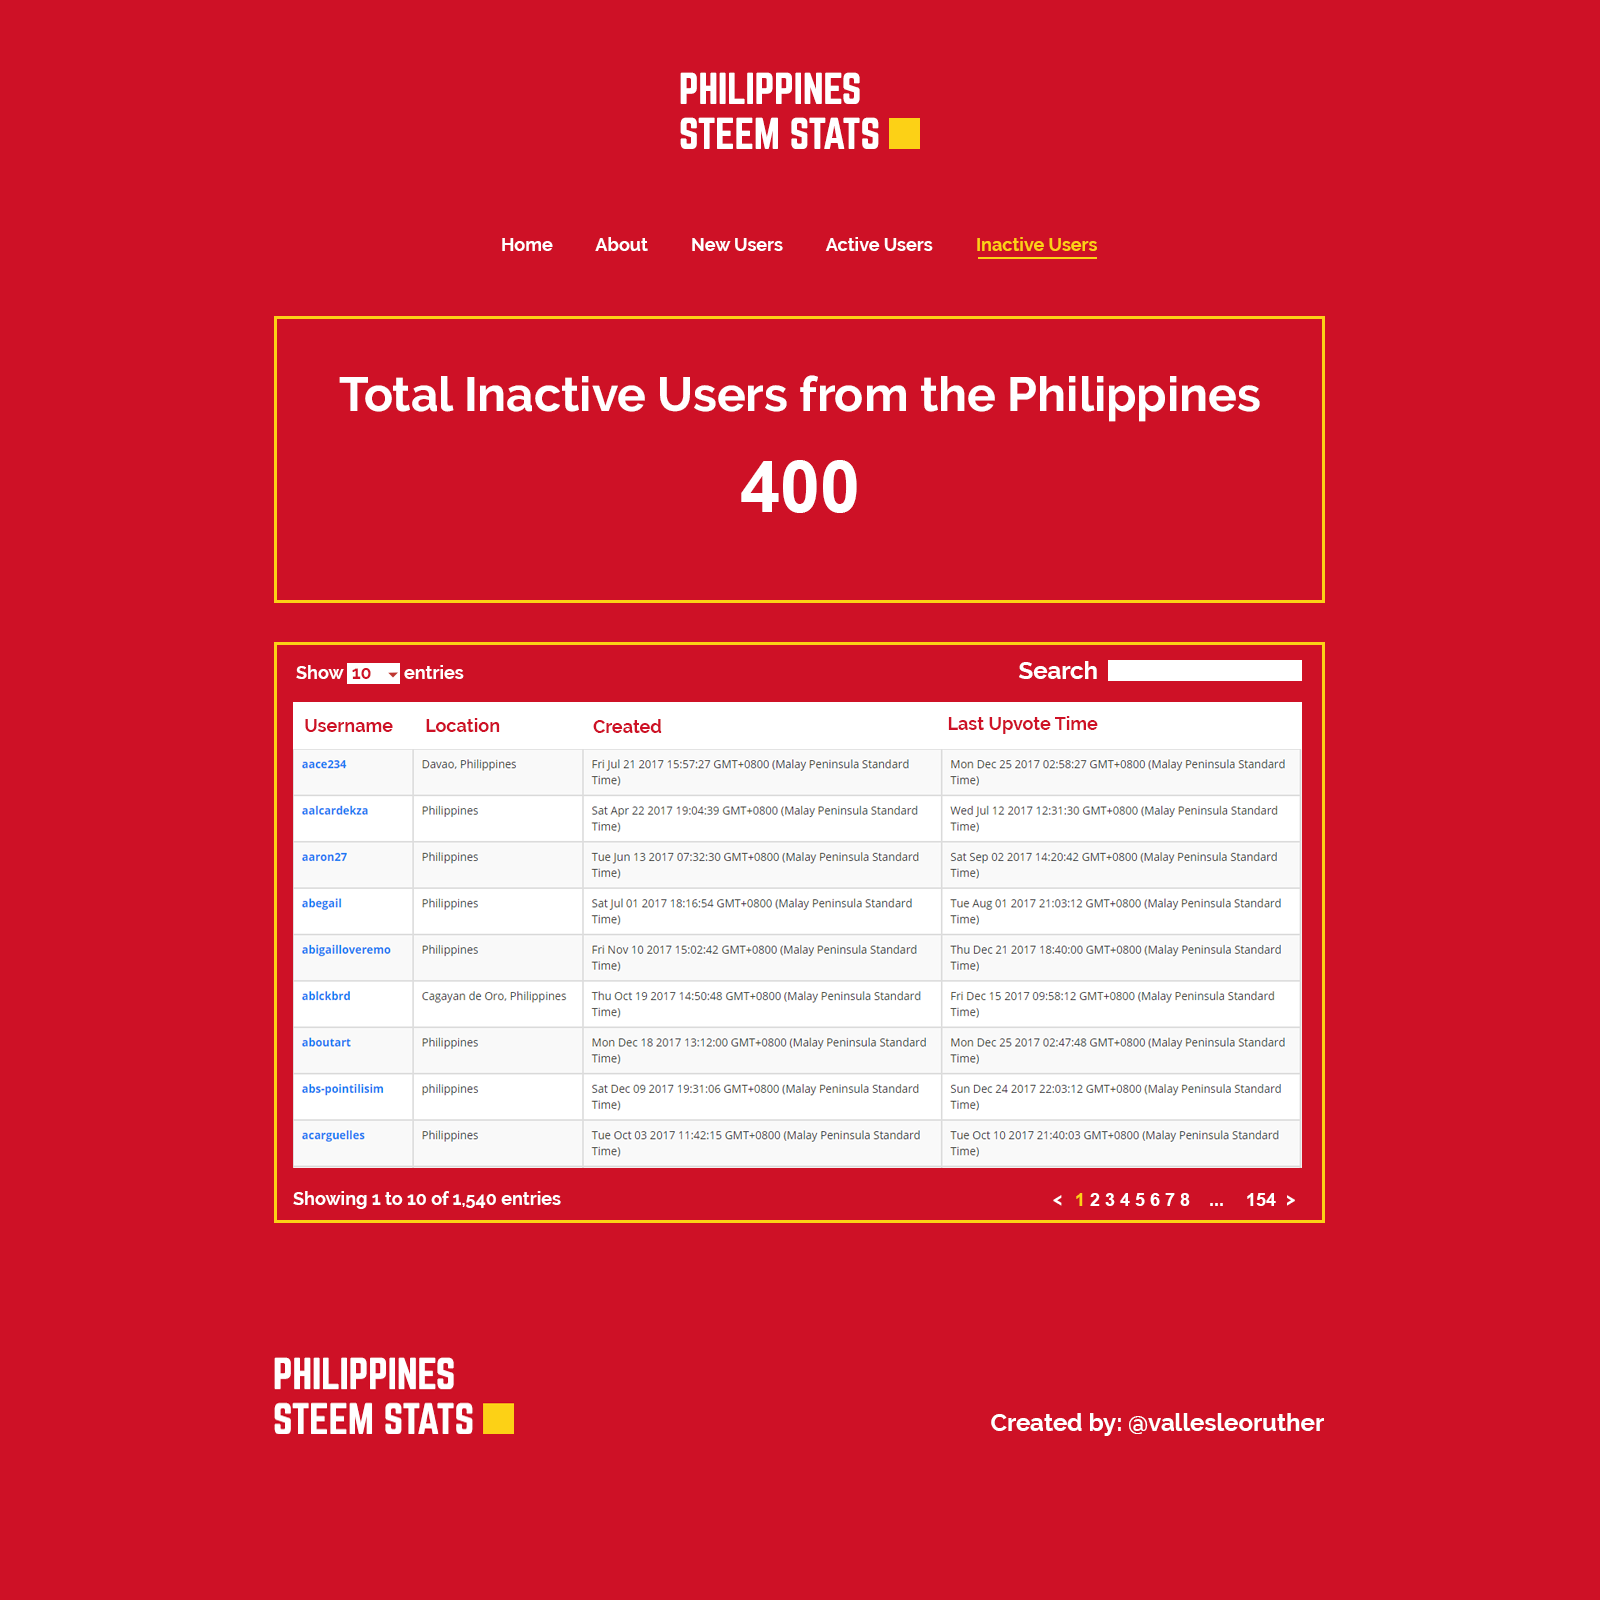 PHILIPPINES
STEEM STATS
Home About New Users Active Users Inactive Users
Total Inactive Users from the Philippines
400
Show 10 entries Search
Username Location Created Last Upvote Time
aace234 Davao, Philippines Fri Jul 21 2017 15:57:27 GMT+0800 (Malay Peninsula Standard Mon Dec 25 2017 02:58:27 GMT+0800 (Malay Peninsula Standard
Time) Time)
aalcardekza Philippines Sat Apr 22 2017 19:04:39 GMT+0800 (Malay Peninsula Standard Wed Jul 12 2017 12:31:30 GMT+0800 (Malay Peninsula Standard
Time) Time)
aaron27 Philippines Tue Jun 13 2017 07:32:30 GMT+0800 (Malay Peninsula Standard Sat Sep 02 2017 14:20:42 GMT+0800 (Malay Peninsula Standard
Time) Time)
abegail Philippines Sat Jul 01 2017 18:16:54 GMT+0800 (Malay Peninsula Standard Tue Aug 01 2017 21:03:12 GMT+0800 (Malay Peninsula Standard
Time) Time)
abigailloveremo Philippines Fri Nov 10 2017 15:02:42 GMT+0800 (Malay Peninsula Standard Thu Dec 21 2017 18:40:00 GMT+0800 (Malay Peninsula Standard
Time) Time)
ablckbrd Cagayan de Oro, Philippines Thu Oct 19 2017 14:50:48 GMT+0800 (Malay Peninsula Standard Fri Dec 15 2017 09:58:12 GMT+0800 (Malay Peninsula Standard
Time) Time)
aboutart Philippines Mon Dec 18 2017 13:12:00 GMT+0800 (Malay Peninsula Standard Mon Dec 25 2017 02:47:48 GMT+0800 (Malay Peninsula Standard
Time) Time)
abs-pointilisim philippines Sat Dec 09 2017 19:31:06 GMT+0800 (Malay Peninsula Standard Sun Dec 24 2017 22:03:12 GMT+0800 (Malay Peninsula Standard
Time) Time)
acarguelles Philippines Tue Oct 03 2017 11:42:15 GMT+0800 (Malay Peninsula Standard Tue Oct 10 2017 21:40:03 GMT+0800 (Malay Peninsula Standard
Time) Time)
Showing 1 to 10 of 1,540 entries < 1 2 3 4 5 6 7 8 ... 154 >
PHILIPPINES
STEEM STATS
Created by: @vallesleoruther